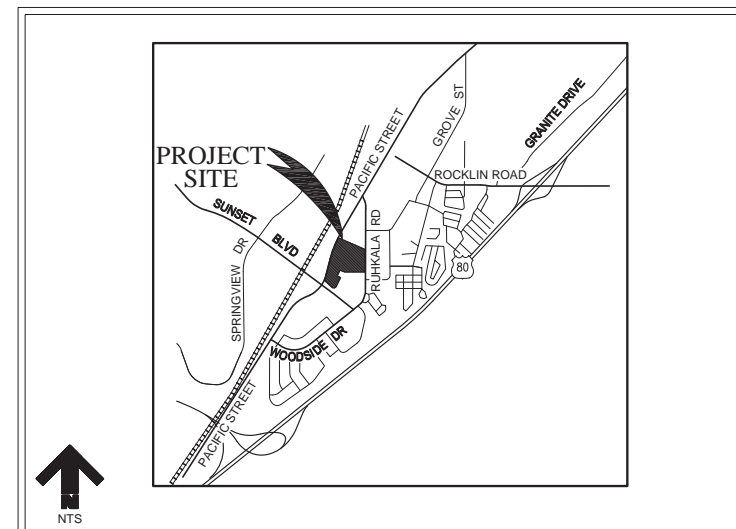 PROJECT
SITE
SUNSET
BLVD
SPRINGVIEW DR
PACIFIC STREET
GROVE ST
GRANITE DRIVE
ROCKLIN ROAD
RUHKALA RD
80
WOODSIDE DR
PACIFIC STREET
N
NTS